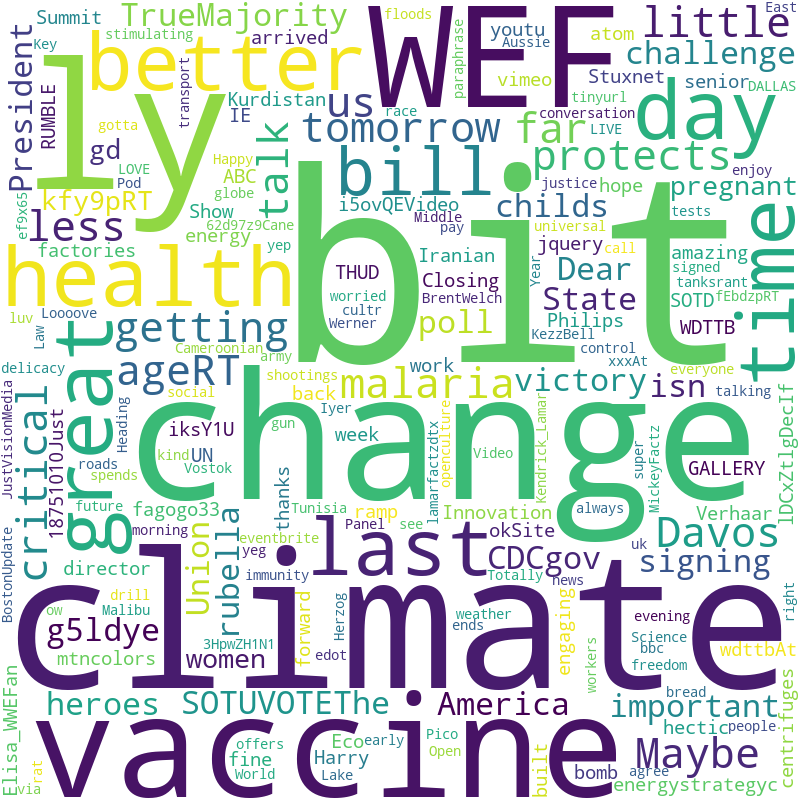 floods
East
TrueMajority
WEF
little
Summit
youtu
atom
Key
stimulating
arrived
Aussie
paraphrase
challenge
ly
better
President
RUMBLE
transport
vimeo
Stuxnet
senior
DALLAS
us
Kurdistan
race
tinyurl
day
gotta
gd
IE
tomorrow
far
conversation
LIVE
talk
bill
protects
LOVE
Happy
justice
enjoy
Pod
ABC
globe
bit
Middle
hope
pregnant
ef9x65
kfy9pRT
Show
62d97z9Cane
i5ovQEVideo
childs
pay
universal
tests
less
energy
yep
Iranian
jquery
call
amazing
time
factories
signed
health
THUD
Closing
Year
Dear
tanksrant
worried
BrentWelch
State
SOTD
fEbdzpRT
luv
Loooove
cultr
Werner
poll
Philips
WDTTB
great
getting
KezzBell
control
Law
Cameroonian
xxxAt
delicacy
ageRT
army
work
everyone
shootings
malaria
victory
isn
talking
social
back
critical
JustVisionMedia
Heading
gun
Iyer
openculture
change
iksY1U
kind
week
lamarfactzdtx
Video
Kendrick_Lamar
super
MickeyFactz
GALLERY
lDCxZtlgDecIf
18751010Just
roads
UN
Vostok
spends
thanks
future
fagogo33
Tunisia
ramp
Innovation
always
Verhaar
morning
Union
yeg
eventbrite
Panel
see
okSite
uk
Davos
BostonUpdate
director
rubella
last
CDCgov
news
signing
immunity
Totally
drill
climate
ow
Malibu
forward
Herzog
weather
engaging
evening
Science
right
g5ldye
ends
bbc
wdttbAt
mtncolors
women
3HpwZH1N1
edot
workers
freedom
centrifuges
Elisa_WWEFan
heroes
SOTUVOTEThe
America
bread
important
vaccine
hectic
people
offers
Eco
early
Pico
built
Maybe
fine
World
Harry
Open
via
rat
Lake
bomb
agree
energystrategyc